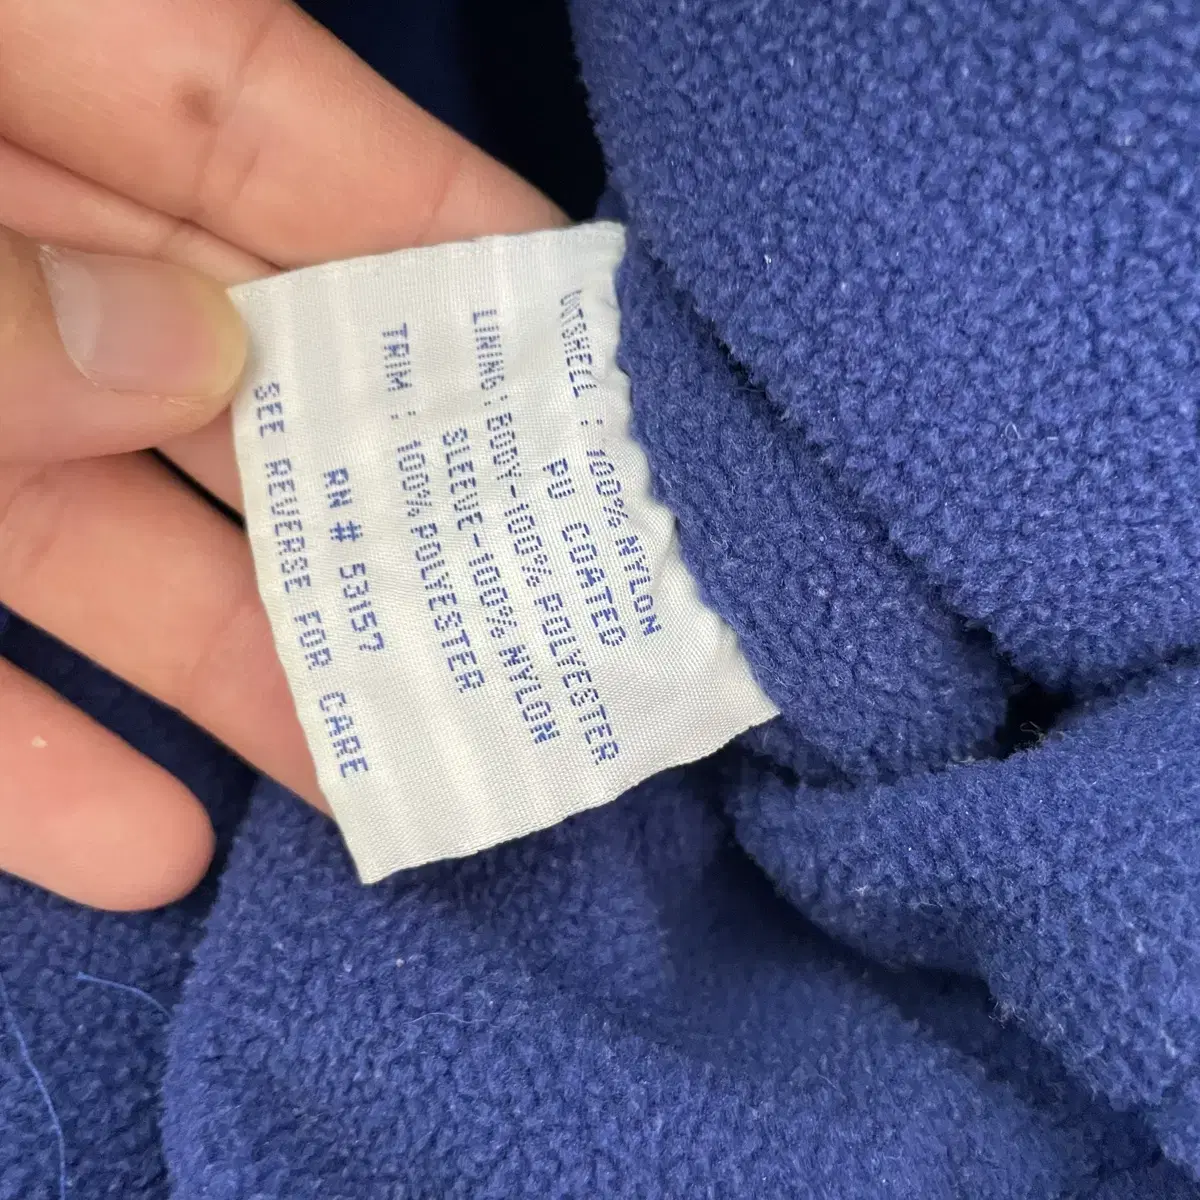 OUTSHELL : 100% NYLON
PU COATED
LINING : BODY-100% POLYESTER
SLEEVE-100% NYLON
TRIM : 100% POLYESTER
RN # 53157
SEE REVERSE FOR CARE